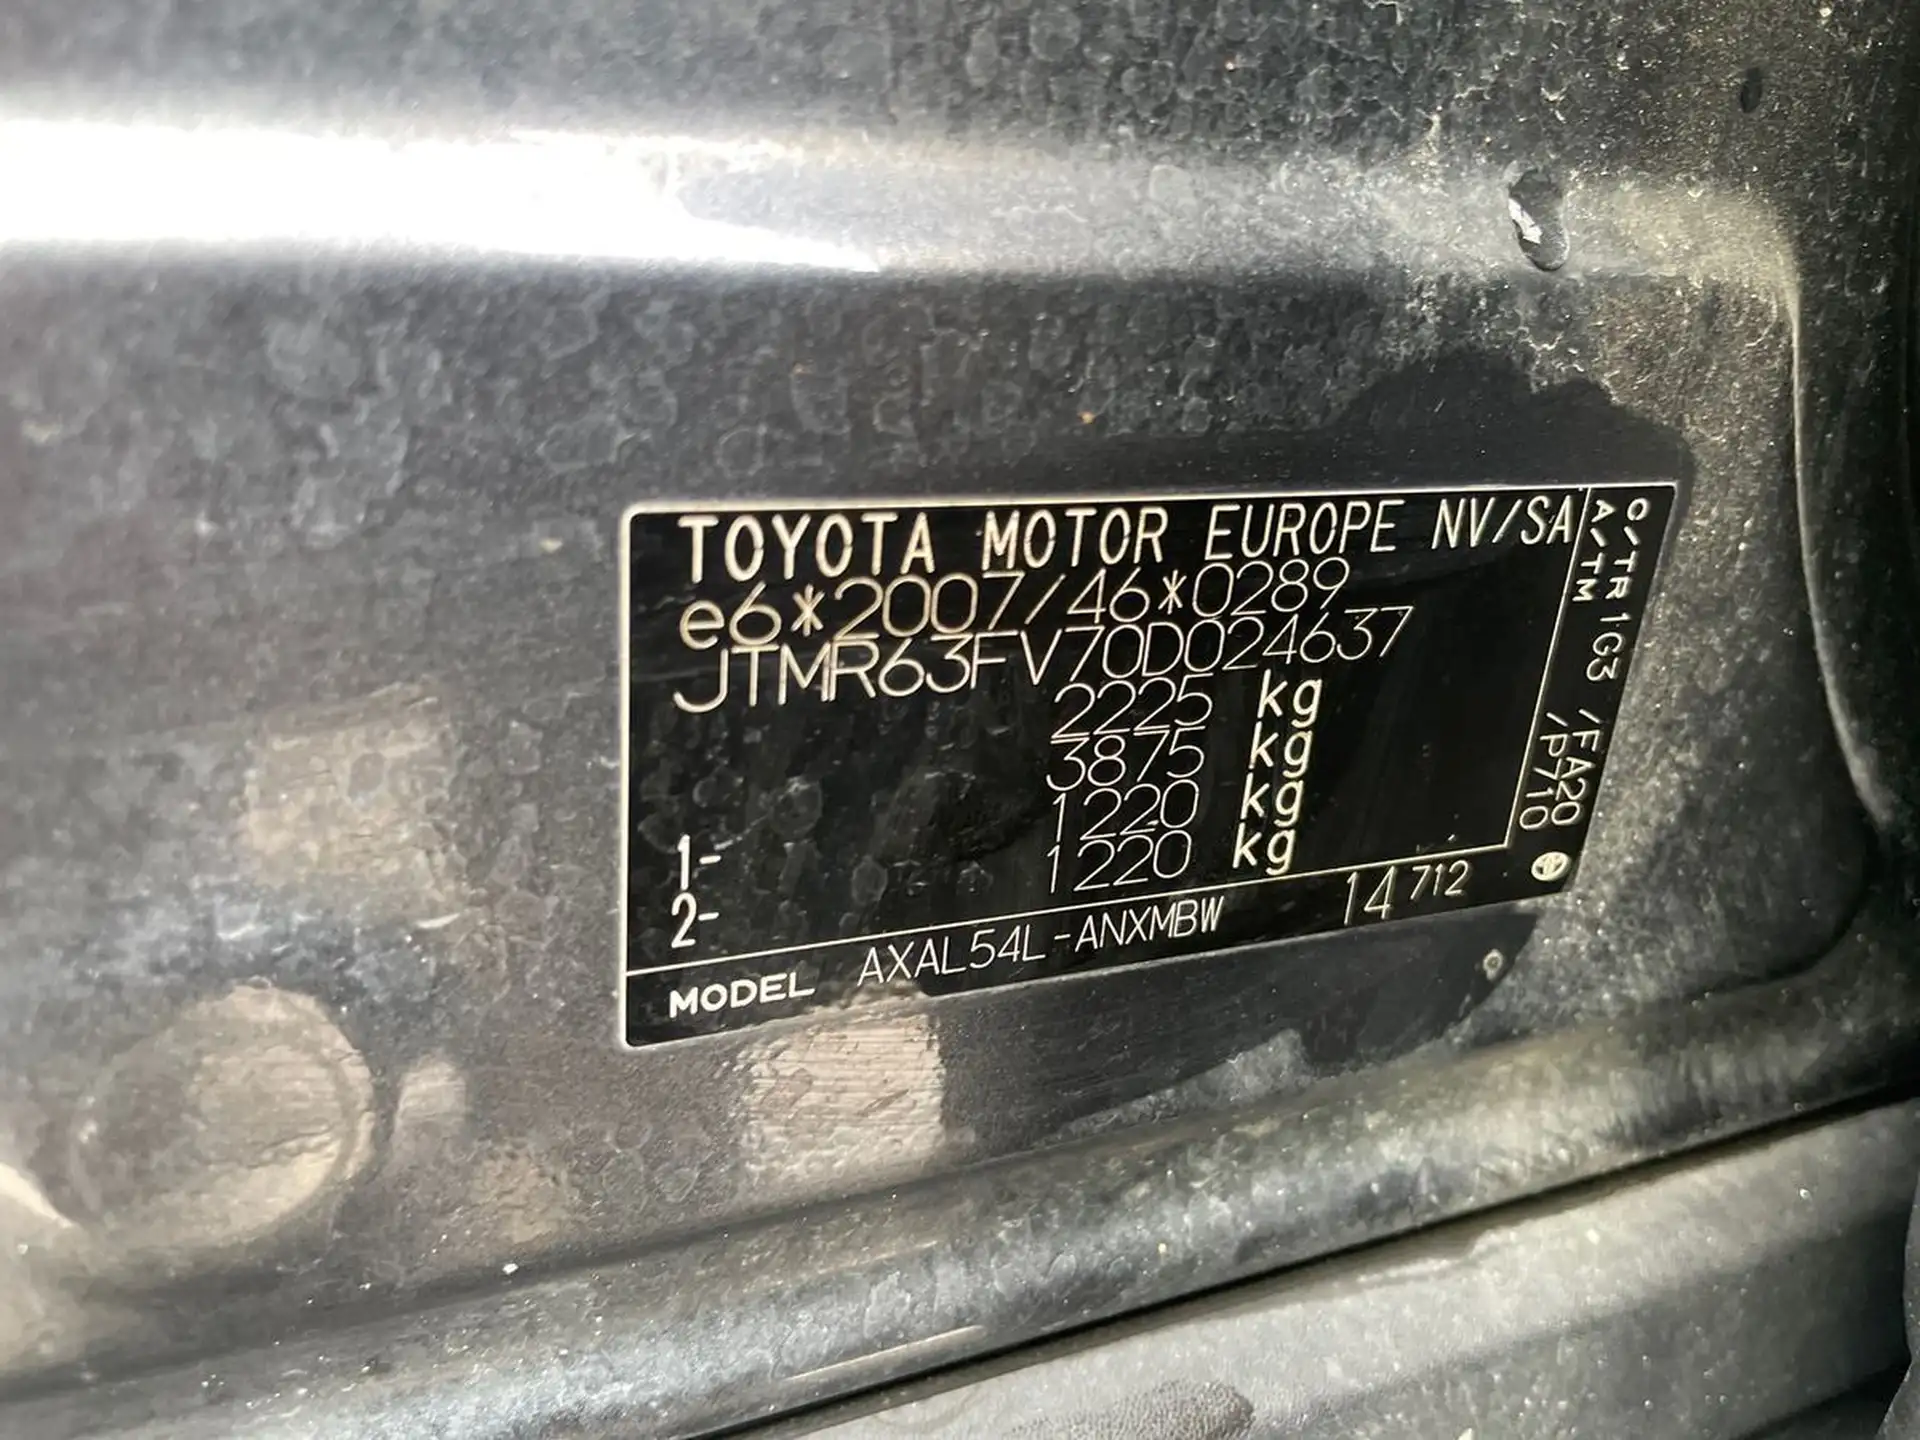 TOYOTA MOTOR EUROPE NV/SA
e6*2007/46*0289
JTMR63FV70D024637
2225 kg
3875 kg
1- 1220 kg
2- 1220 kg
MODEL AXAL54L-ANXMBW 14 712
C/TR 1G3 /FA20
A/TM /P710